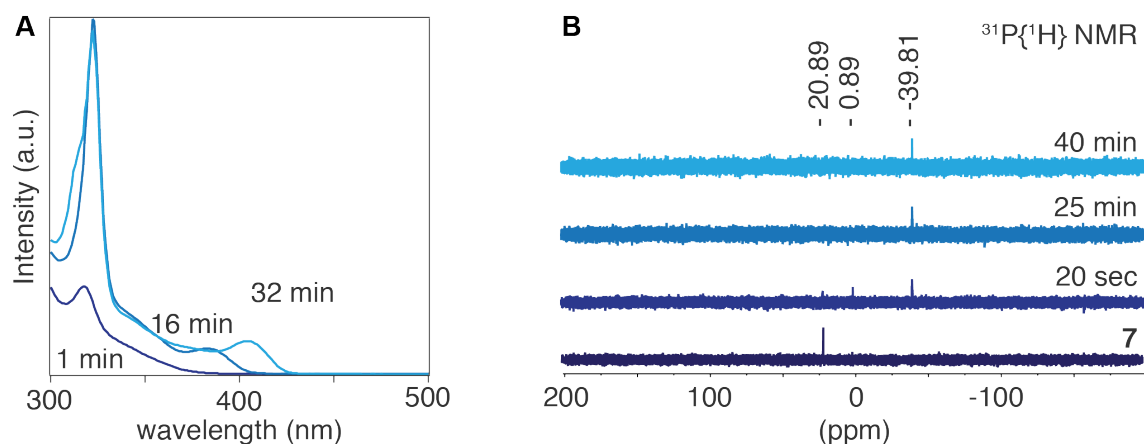 A
Intensity (a.u.)
32 min
16 min
1 min
300
400
500
wavelength (nm)
B
³¹P{¹H} NMR
- 20.89
- 0.89
- -39.81
40 min
25 min
20 sec
7
200
100
0
-100
(ppm)